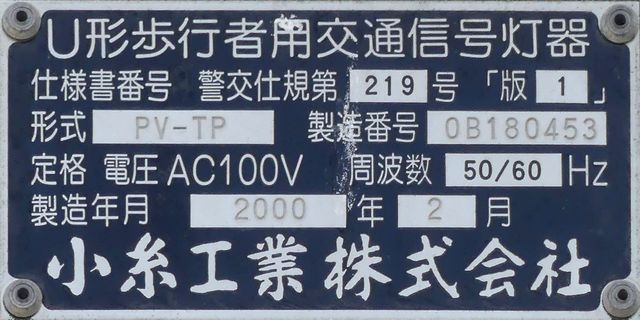 U形歩行者用交通信号灯器
仕様書番号 警交仕規第 219 号 「版 1 」
形式 PV-TP 製造番号 0B180453
定格 電圧 AC100V 周波数 50/60 Hz
製造年月 2000 年 2 月
小糸工業株式会社